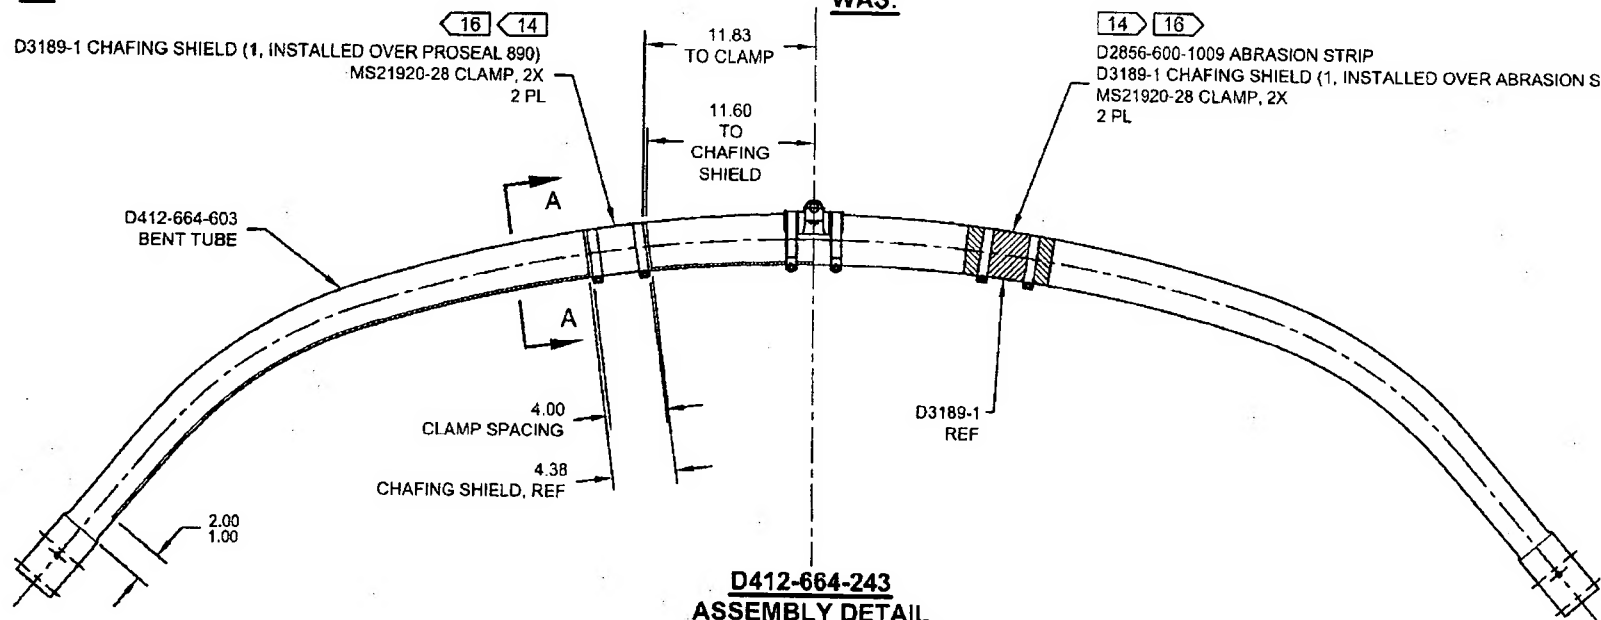 WAS:
16 14
D3189-1 CHAFING SHIELD (1, INSTALLED OVER PROSEAL 890)
MS21920-28 CLAMP, 2X
2 PL
11.83
TO CLAMP
11.60
TO
CHAFING
SHIELD
14 16
D2856-600-1009 ABRASION STRIP
D3189-1 CHAFING SHIELD (1, INSTALLED OVER ABRASION S
MS21920-28 CLAMP, 2X
2 PL
A
D412-664-603
BENT TUBE
A
4.00
CLAMP SPACING
4.38
CHAFING SHIELD, REF
D3189-1
REF
2.00
1.00
D412-664-243
ASSEMBLY DETAIL